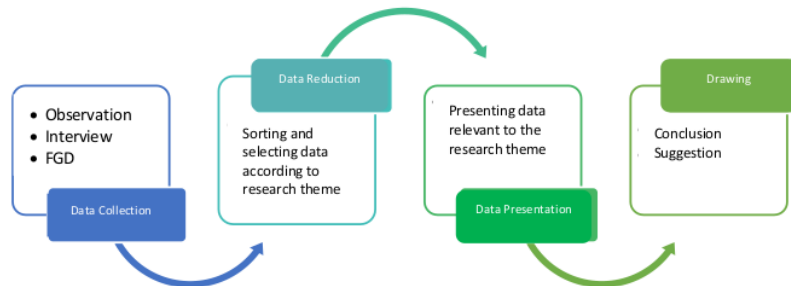 • Observation
• Interview
• FGD
Data Collection
Data Reduction
Sorting and
selecting data
according to
research theme
Presenting data
relevant to the
research theme
Data Presentation
Drawing
Conclusion
Suggestion